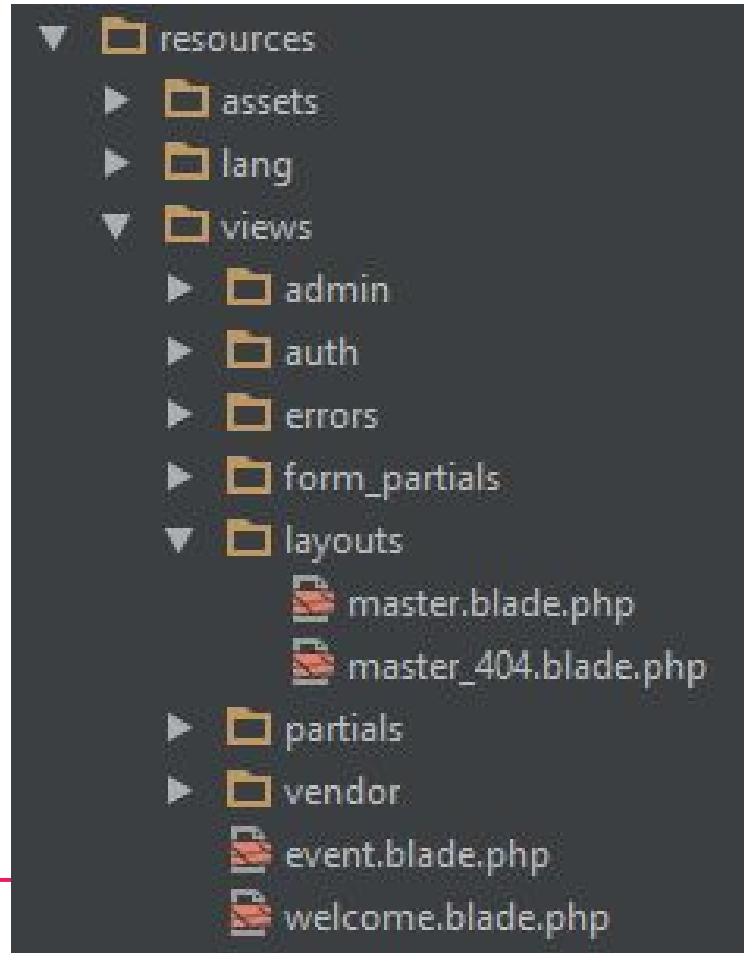 resources
assets
lang
views
admin
auth
errors
form_partials
layouts
master.blade.php
master_404.blade.php
partials
vendor
event.blade.php
welcome.blade.php